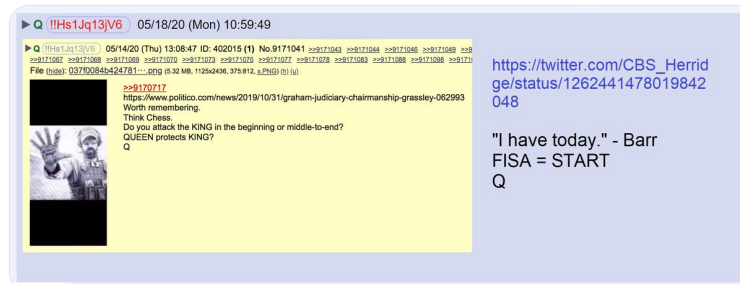 ▶ Q !!Hs1Jq13jV6 05/18/20 (Mon) 10:59:49
▶ Q !!Hs1Jq13jV6 05/14/20 (Thu) 13:08:47 ID: 402015 (1) No.9171041 >>9171043 >>9171044 >>9171046 >>9171049
>>9171067 >>9171068 >>9171069 >>9171070 >>9171073 >>9171075 >>9171077 >>9171078 >>9171083 >>9171088 >>9171098
File (hide): 037f0084b424781···.png (5.32 MB, 1125x2436, 375:812, x.PNG) (h) (u)
>>9170717
https://www.politico.com/news/2019/10/31/graham-judiciary-chairmanship-grassley-062993
Worth remembering.
Think Chess.
Do you attack the KING in the beginning or middle-to-end?
QUEEN protects KING?
Q
https://twitter.com/CBS_Herrid
ge/status/1262441478019842
048
"I have today." - Barr
FISA = START
Q